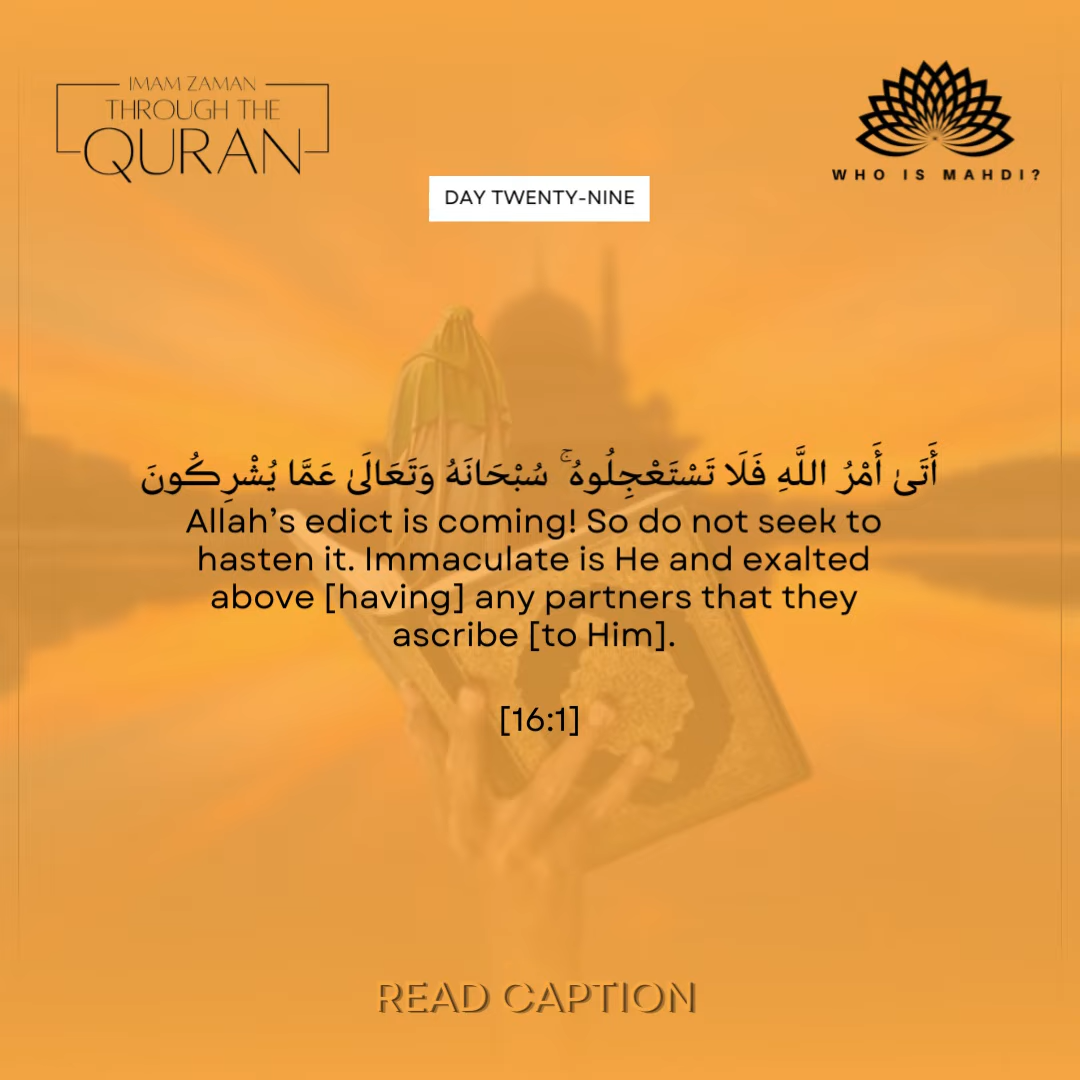 IMAM ZAMAN
THROUGH THE
QURAN
WHO IS MAHDI?
DAY TWENTY-NINE
أَتَىٰ أَمْرُ اللَّهِ فَلَا تَسْتَعْجِلُوهُ ۚ سُبْحَانَهُ وَتَعَالَىٰ عَمَّا يُشْرِكُونَ
Allah’s edict is coming! So do not seek to
hasten it. Immaculate is He and exalted
above [having] any partners that they
ascribe [to Him].
[16:1]
READ CAPTION